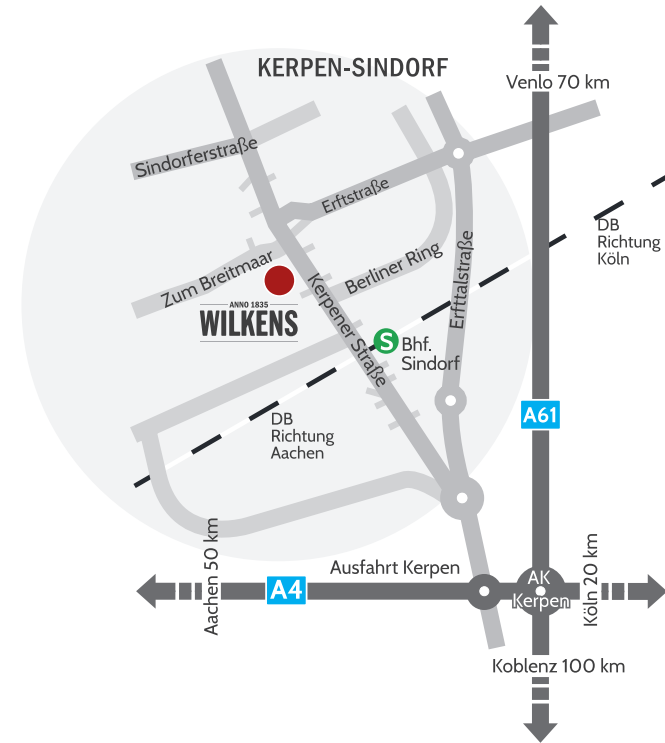 KERPEN-SINDORF
Venlo 70 km
Sindorferstraße
Erftstraße
DB
Richtung
Köln
Zum Breitmaar
Berliner Ring
Erfttalstraße
Kerpener Straße
ANNO 1835
WILKENS
S
Bhf.
Sindorf
DB
Richtung
Aachen
A61
Aachen 50 km
Ausfahrt Kerpen
A4
AK
Kerpen
Köln 20 km
Koblenz 100 km